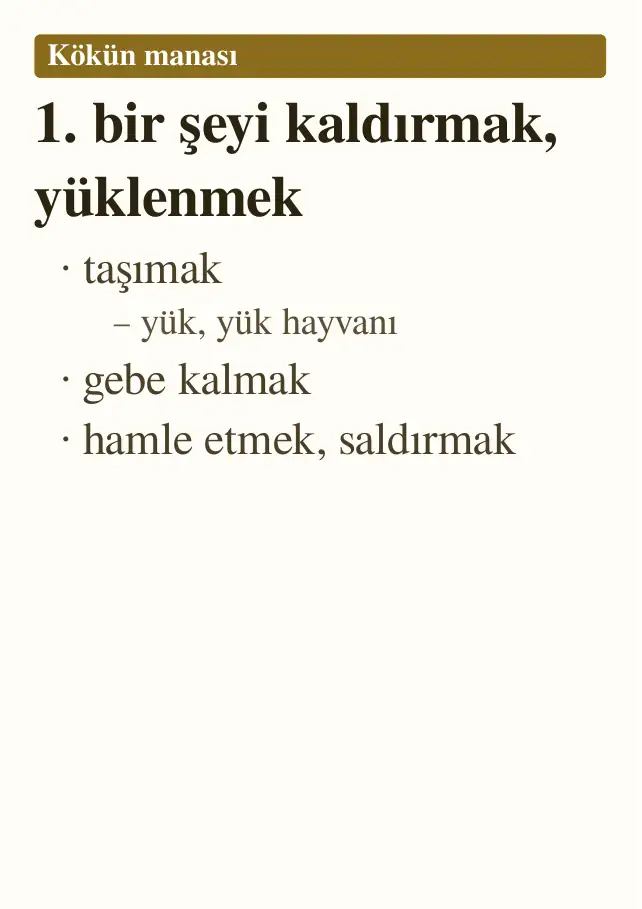 Kökün manası
1. bir şeyi kaldırmak,
yüklenmek
· taşımak
– yük, yük hayvanı
· gebe kalmak
· hamle etmek, saldırmak